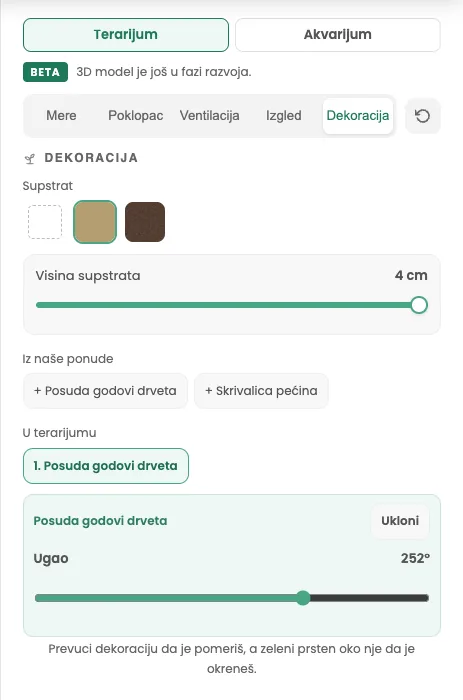 Terarijum
Akvarijum
BETA 3D model je još u fazi razvoja.
Mere Poklopac Ventilacija Izgled Dekoracija
DEKORACIJA
Supstrat
Visina supstrata 4 cm
Iz naše ponude
+ Posuda godovi drveta + Skrivalica pećina
U terarijumu
1. Posuda godovi drveta
Posuda godovi drveta Ukloni
Ugao 252°
Prevuci dekoraciju da je pomeriš, a zeleni prsten oko nje da je
okreneš.